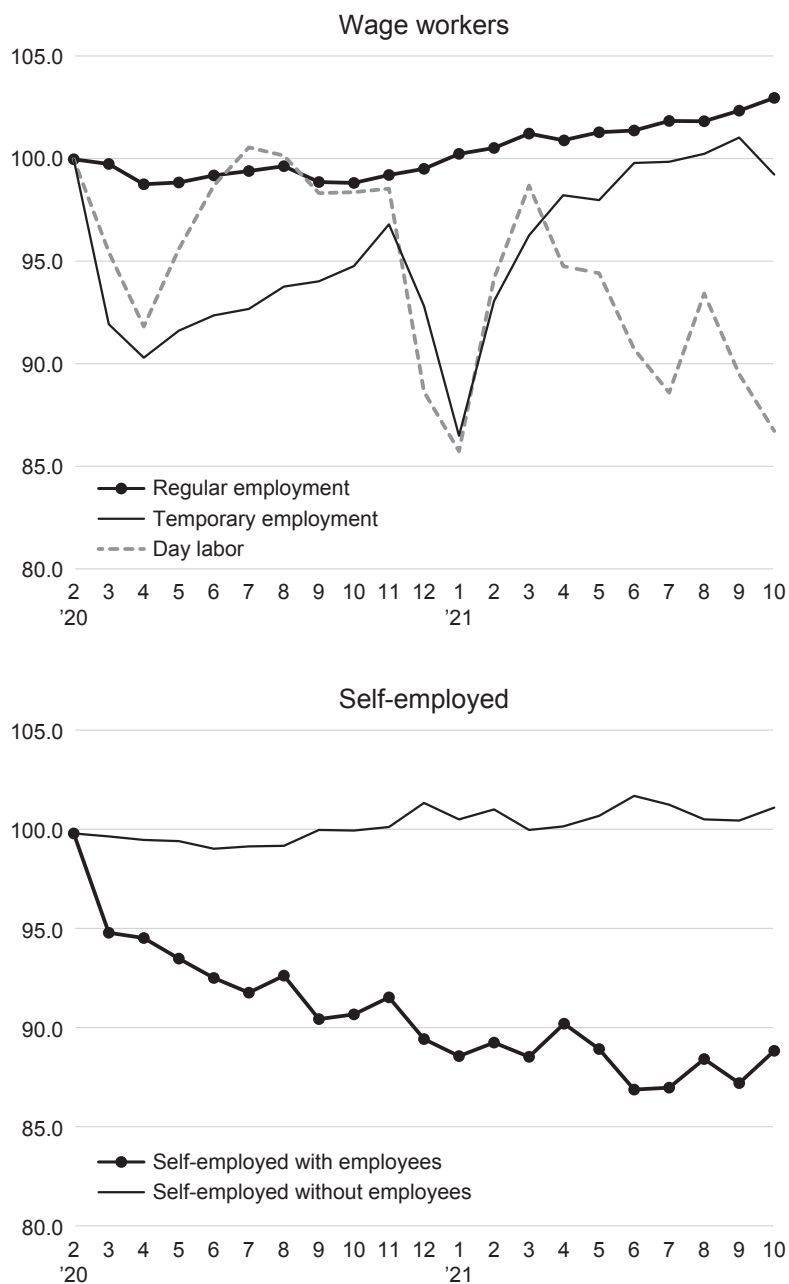 Wage workers
105.0
100.0
95.0
90.0
85.0
80.0
Regular employment
Temporary employment
Day labor
2 3 4 5 6 7 8 9 10 11 12 1 2 3 4 5 6 7 8 9 10
’20 ’21
Self-employed
105.0
100.0
95.0
90.0
85.0
80.0
Self-employed with employees
Self-employed without employees
2 3 4 5 6 7 8 9 10 11 12 1 2 3 4 5 6 7 8 9 10
’20 ’21